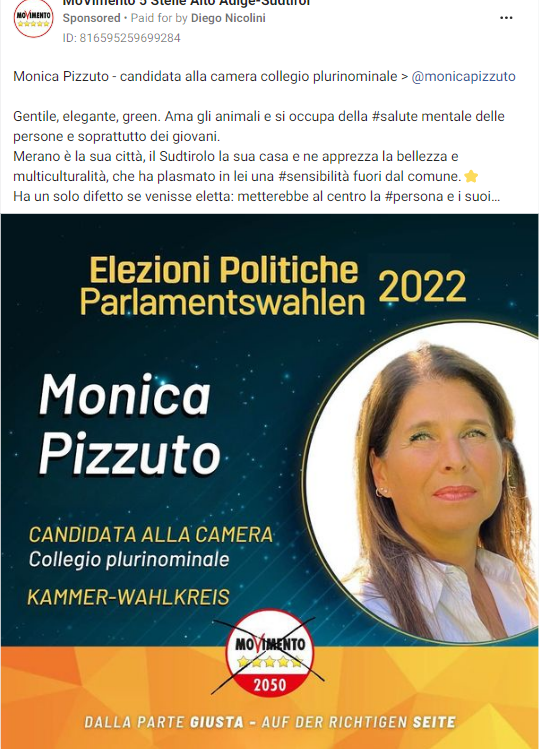 MoVimento 5 Stelle Alto Adige-Südtirol
Sponsored • Paid for by Diego Nicolini
ID: 816595259699284
Monica Pizzuto - candidata alla camera collegio plurinominale > @monicapizzuto
Gentile, elegante, green. Ama gli animali e si occupa della #salute mentale delle
persone e soprattutto dei giovani.
Merano è la sua città, il Sudtirolo la sua casa e ne apprezza la bellezza e
multiculturalità, che ha plasmato in lei una #sensibilità fuori dal comune.⭐
Ha un solo difetto se venisse eletta: metterebbe al centro la #persona e i suoi...
Elezioni Politiche
Parlamentswahlen 2022
Monica
Pizzuto
CANDIDATA ALLA CAMERA
Collegio plurinominale
KAMMER-WAHLKREIS
MOVIMENTO
2050
DALLA PARTE GIUSTA - AUF DER RICHTIGEN SEITE